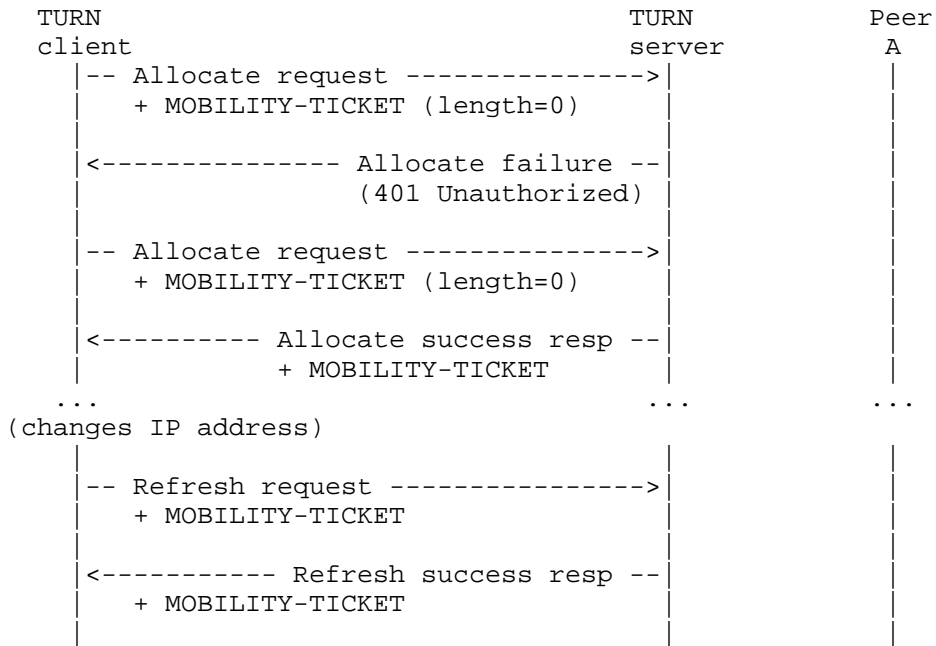 TURN                                 TURN          Peer
client                               server         A
|-- Allocate request --------------->|             |
|   + MOBILITY-TICKET (length=0)     |             |
|                                    |             |
|<--------------- Allocate failure --|             |
|                 (401 Unauthorized) |             |
|                                    |             |
|-- Allocate request --------------->|             |
|   + MOBILITY-TICKET (length=0)     |             |
|                                    |             |
|<---------- Allocate success resp --|             |
|            + MOBILITY-TICKET       |             |
...                                  ...           ...
(changes IP address)
|                                    |             |
|-- Refresh request ---------------->|             |
|   + MOBILITY-TICKET                |             |
|                                    |             |
|<----------- Refresh success resp --|             |
|   + MOBILITY-TICKET                |             |
|                                    |             |